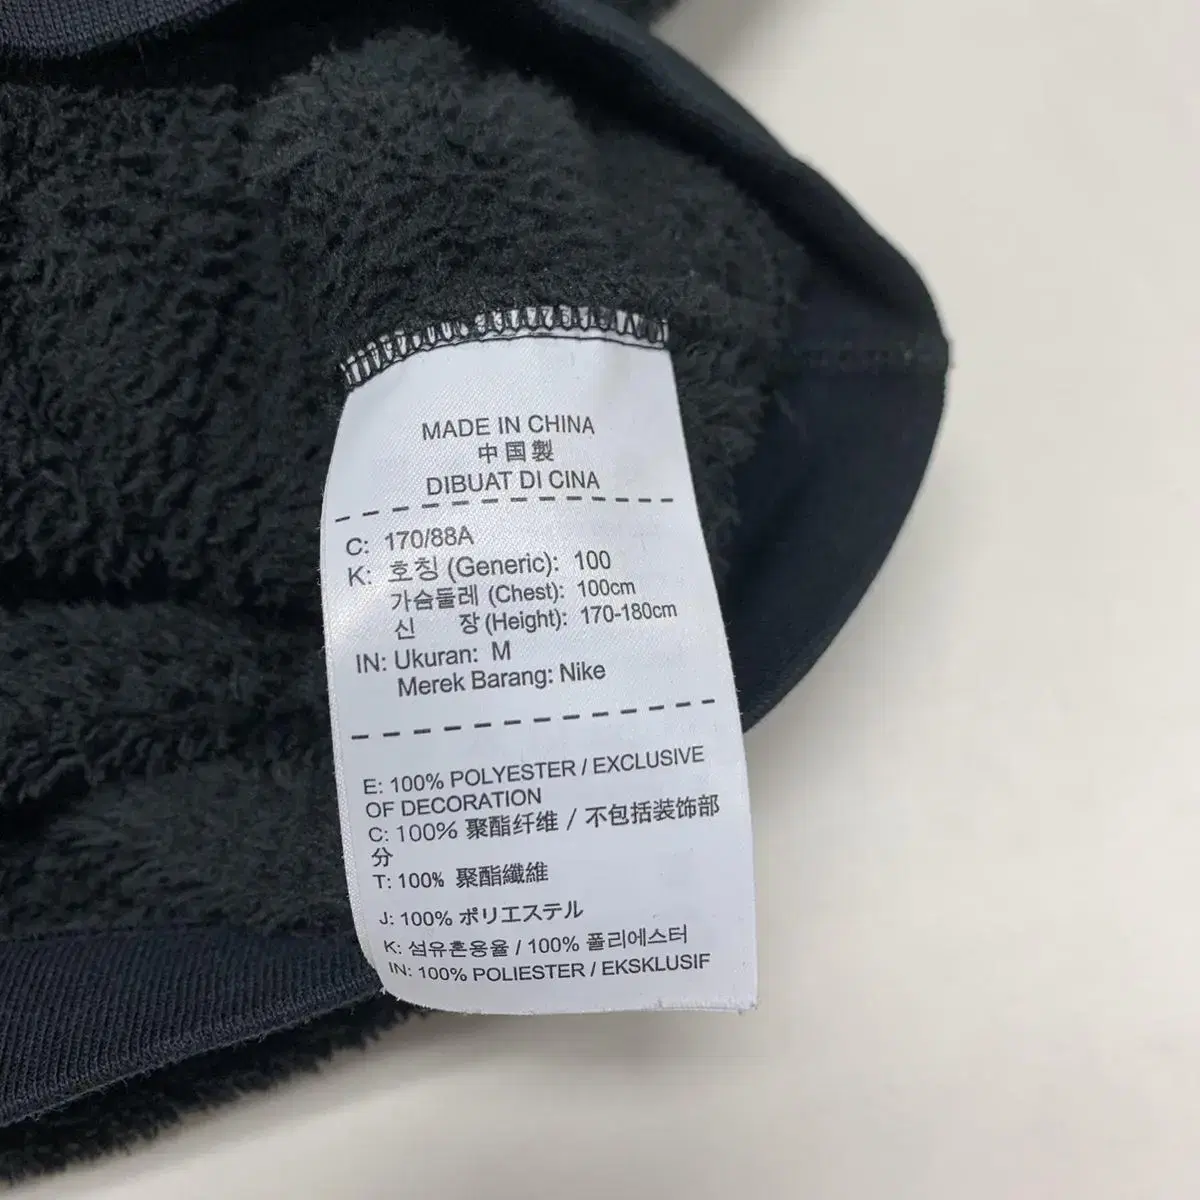 MADE IN CHINA
中国製
DIBUAT DI CINA
C: 170/88A
K: 호칭 (Generic): 100
가슴둘레 (Chest): 100cm
신 장 (Height): 170-180cm
IN: Ukuran: M
Merek Barang: Nike
E: 100% POLYESTER / EXCLUSIVE
OF DECORATION
C: 100% 聚酯纤维 / 不包括装饰部
分
T: 100% 聚酯纖維
J: 100% ポリエステル
K: 섬유혼용율 / 100% 폴리에스터
IN: 100% POLIESTER / EKSKLUSIF